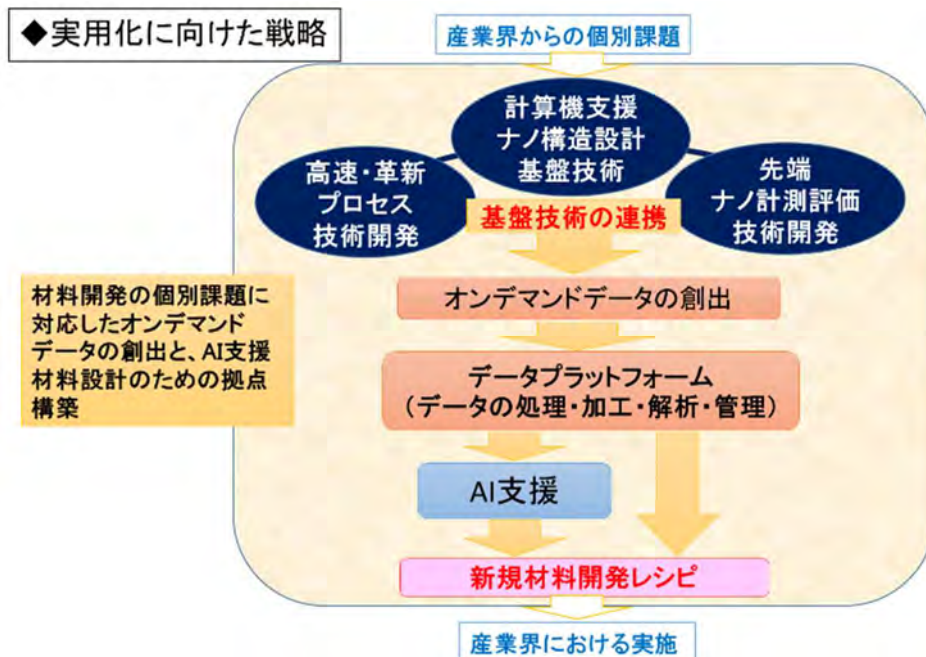 ◆実用化に向けた戦略
産業界からの個別課題
計算機支援
ナノ構造設計
基盤技術
高速・革新
プロセス
技術開発
先端
ナノ計測評価
技術開発
基盤技術の連携
オンデマンドデータの創出
材料開発の個別課題に
対応したオンデマンド
データの創出と、AI支援
材料設計のための拠点
構築
データプラットフォーム
（データの処理・加工・解析・管理）
AI支援
新規材料開発レシピ
産業界における実施